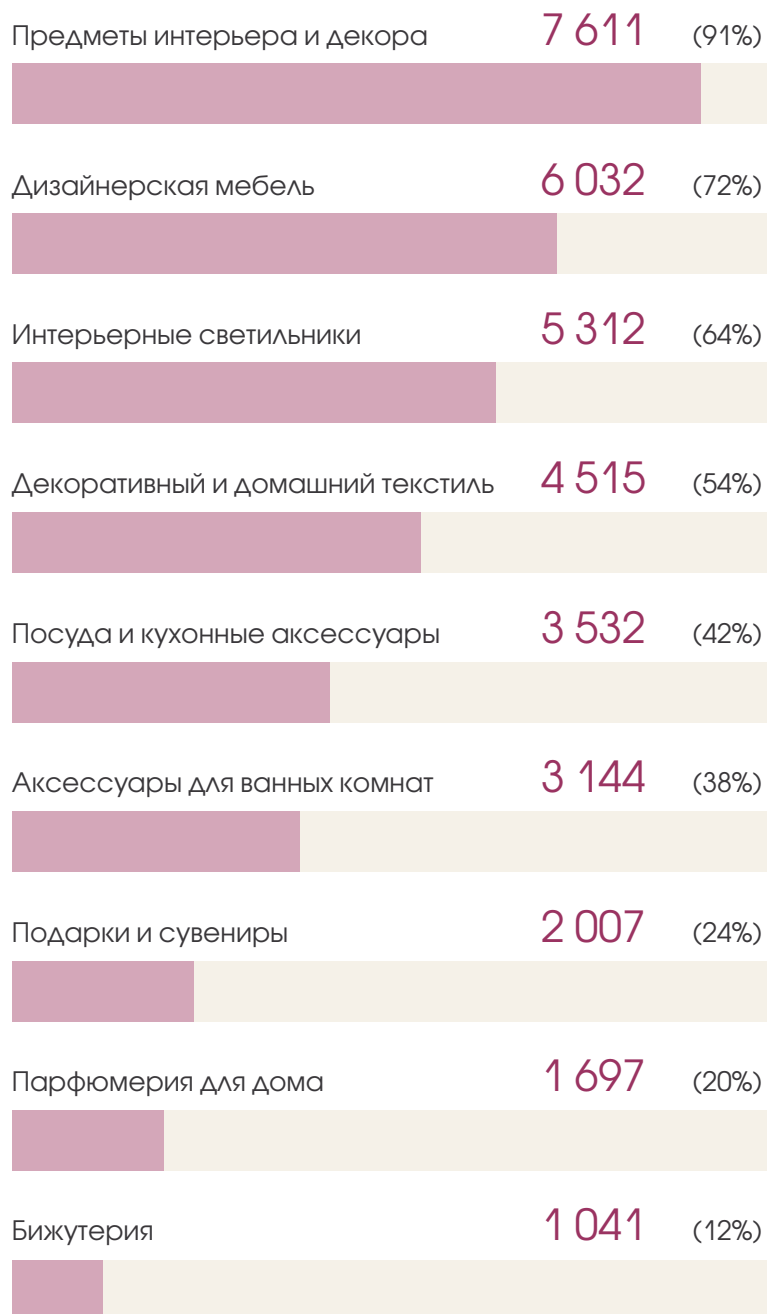 Предметы интерьера и декора 7 611 (91%)
Дизайнерская мебель 6 032 (72%)
Интерьерные светильники 5 312 (64%)
Декоративный и домашний текстиль 4 515 (54%)
Посуда и кухонные аксессуары 3 532 (42%)
Аксессуары для ванных комнат 3 144 (38%)
Подарки и сувениры 2 007 (24%)
Парфюмерия для дома 1 697 (20%)
Бижутерия 1 041 (12%)